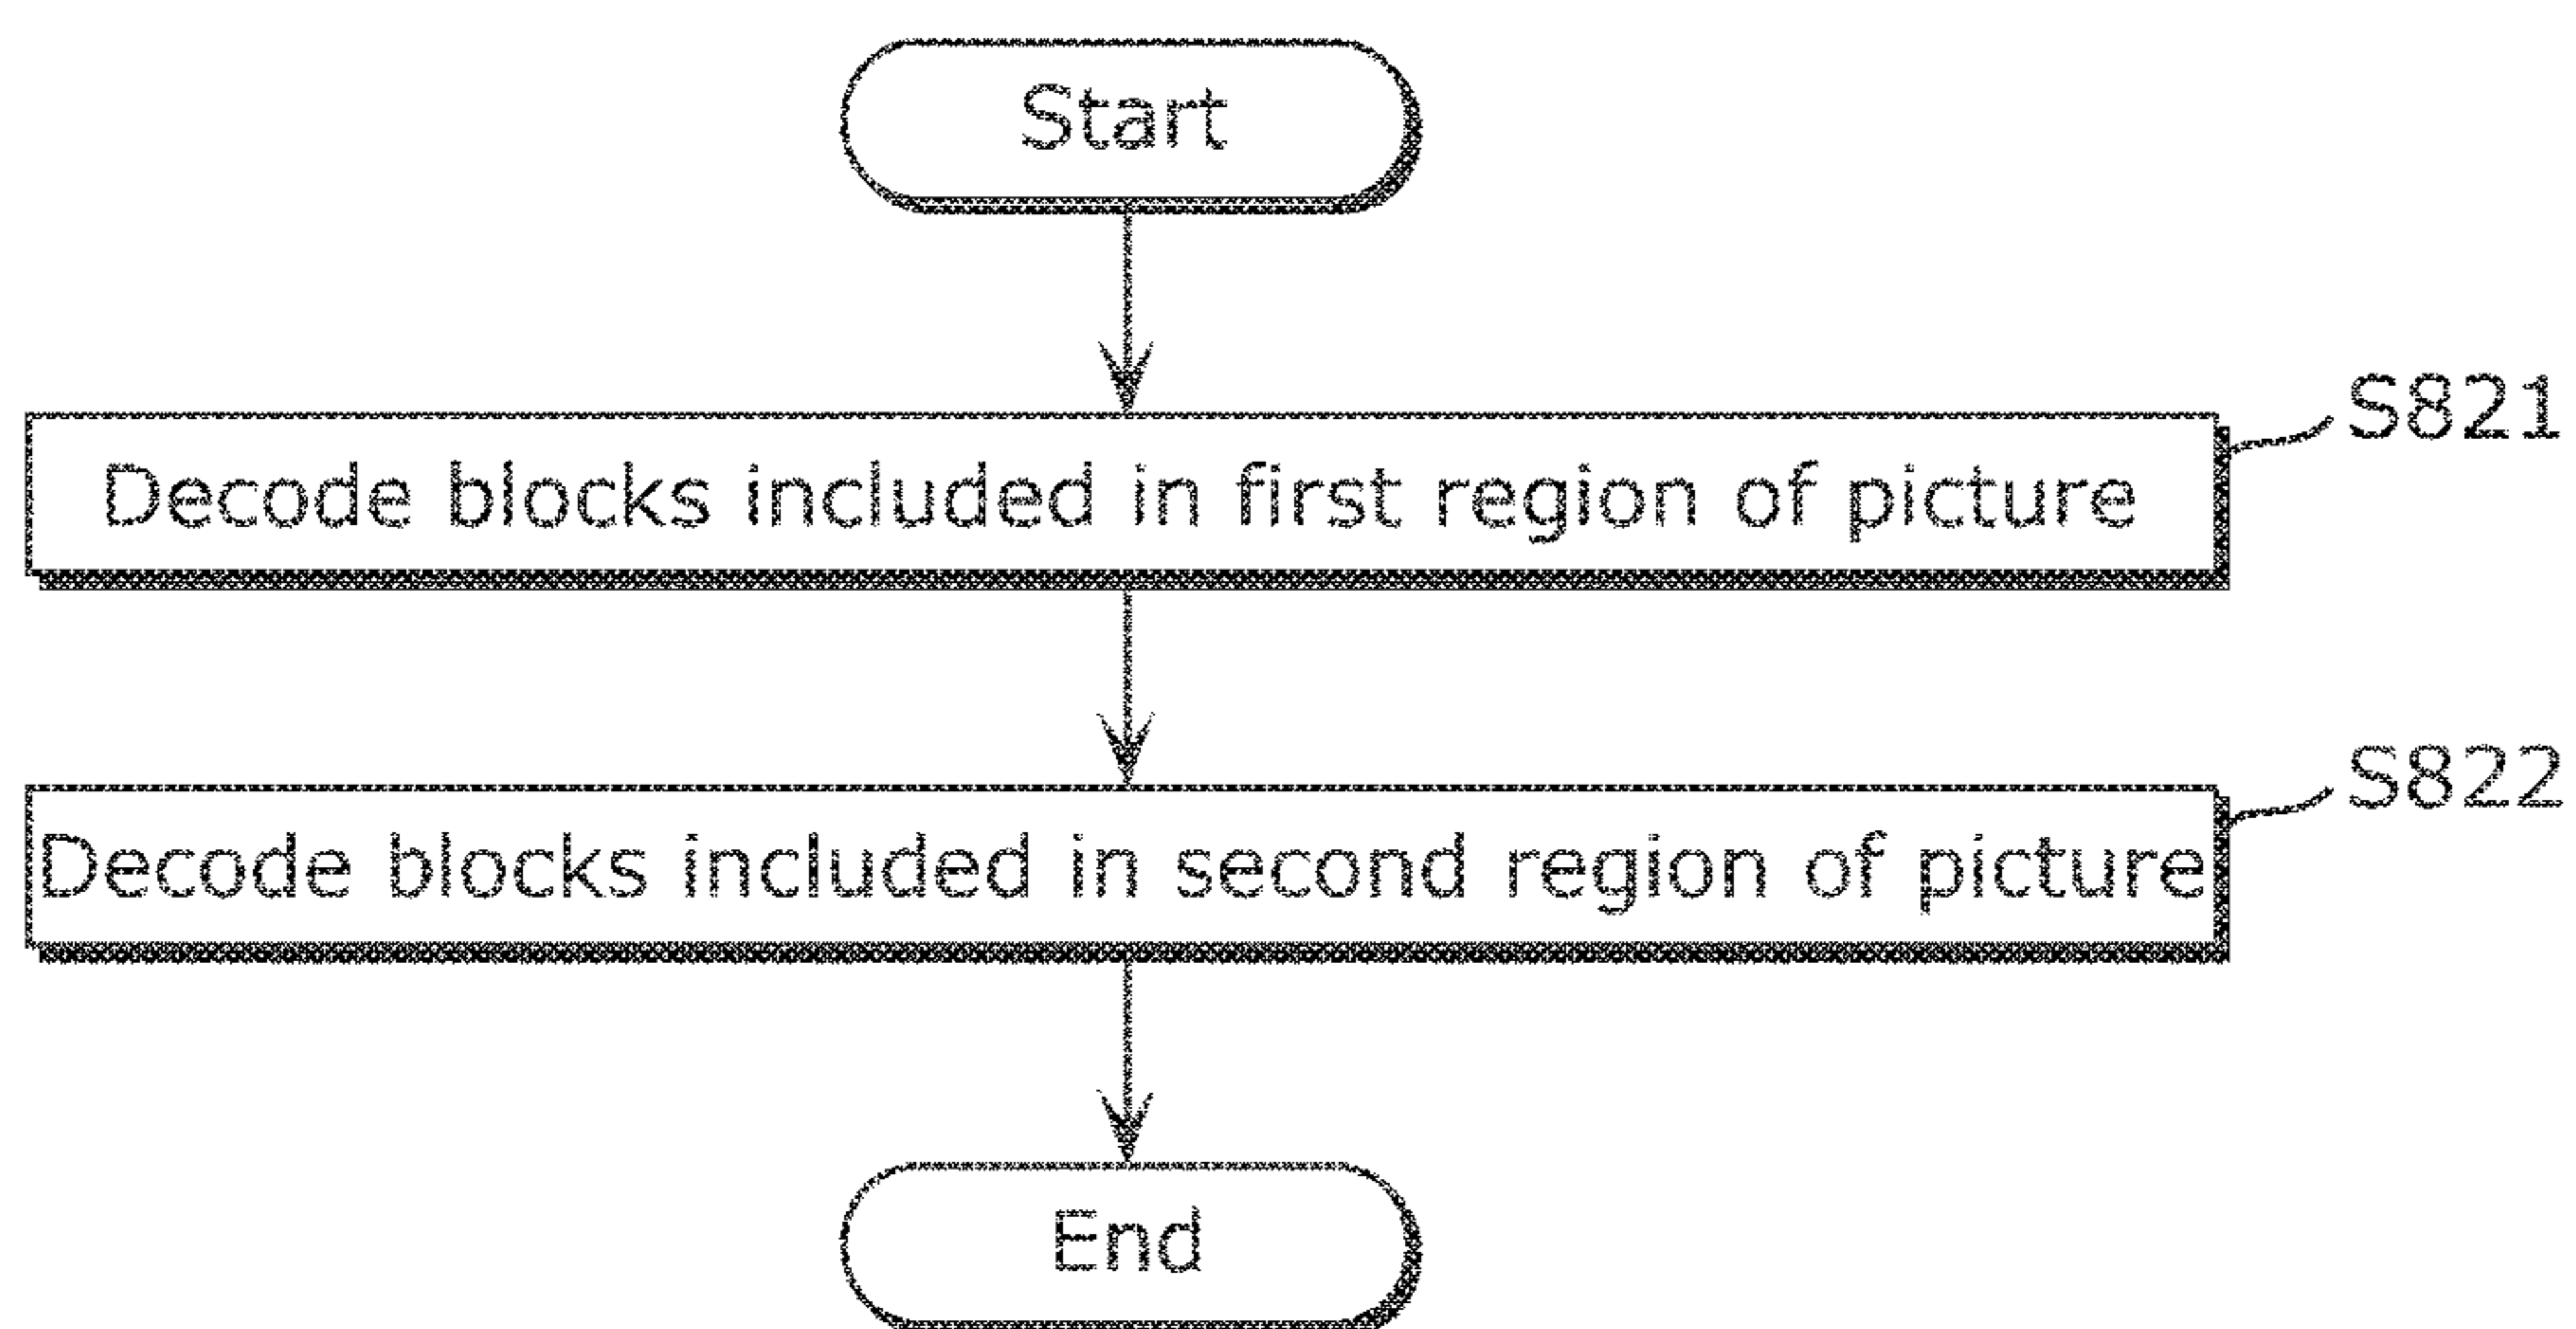 Start
S821
Decode blocks included in first region of picture
S822
Decode blocks included in second region of picture
End